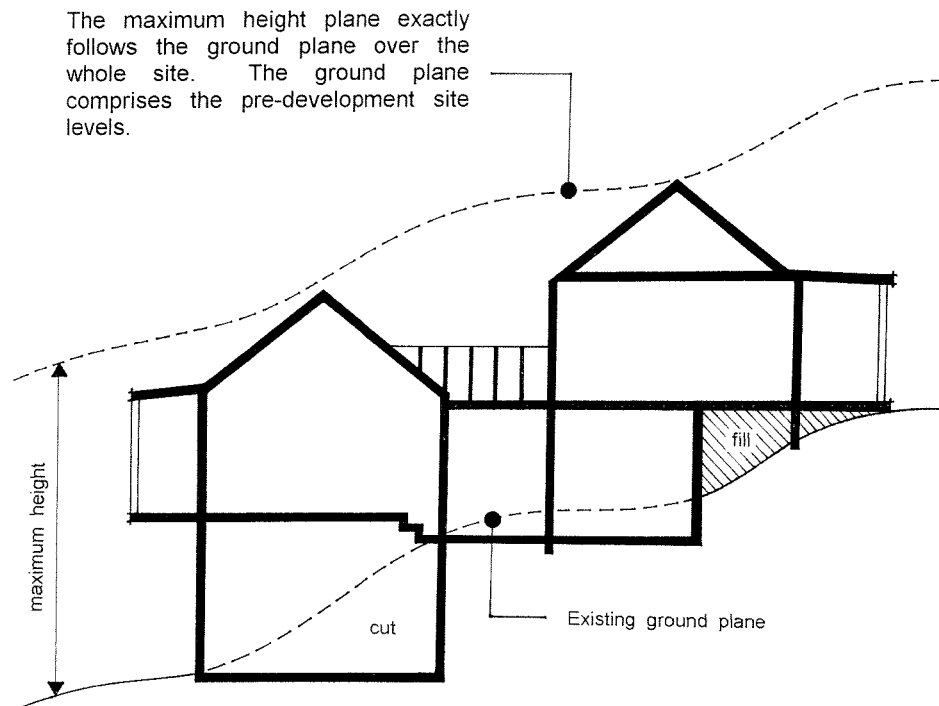 The maximum height plane exactly
follows the ground plane over the
whole site. The ground plane
comprises the pre-development site
levels.
fill
maximum height
Existing ground plane
cut